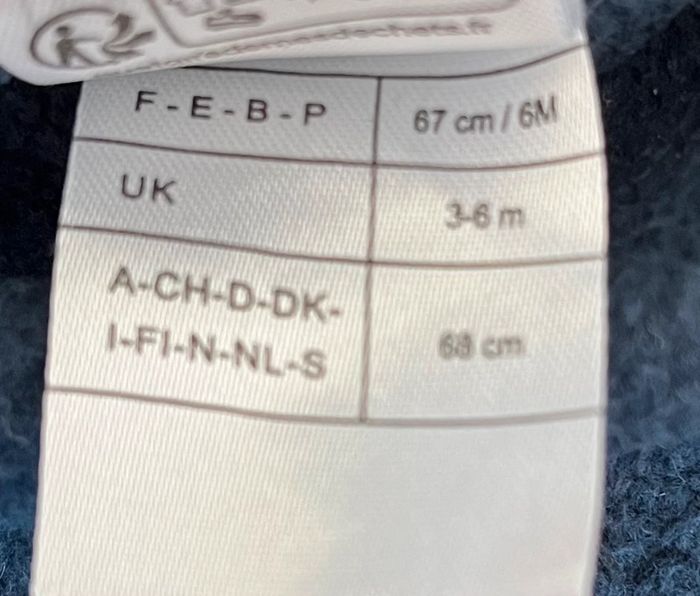 F - E - B - P 67 cm / 6M
UK 3-6 m
A-CH-D-DK-
I-FI-N-NL-S 68 cm